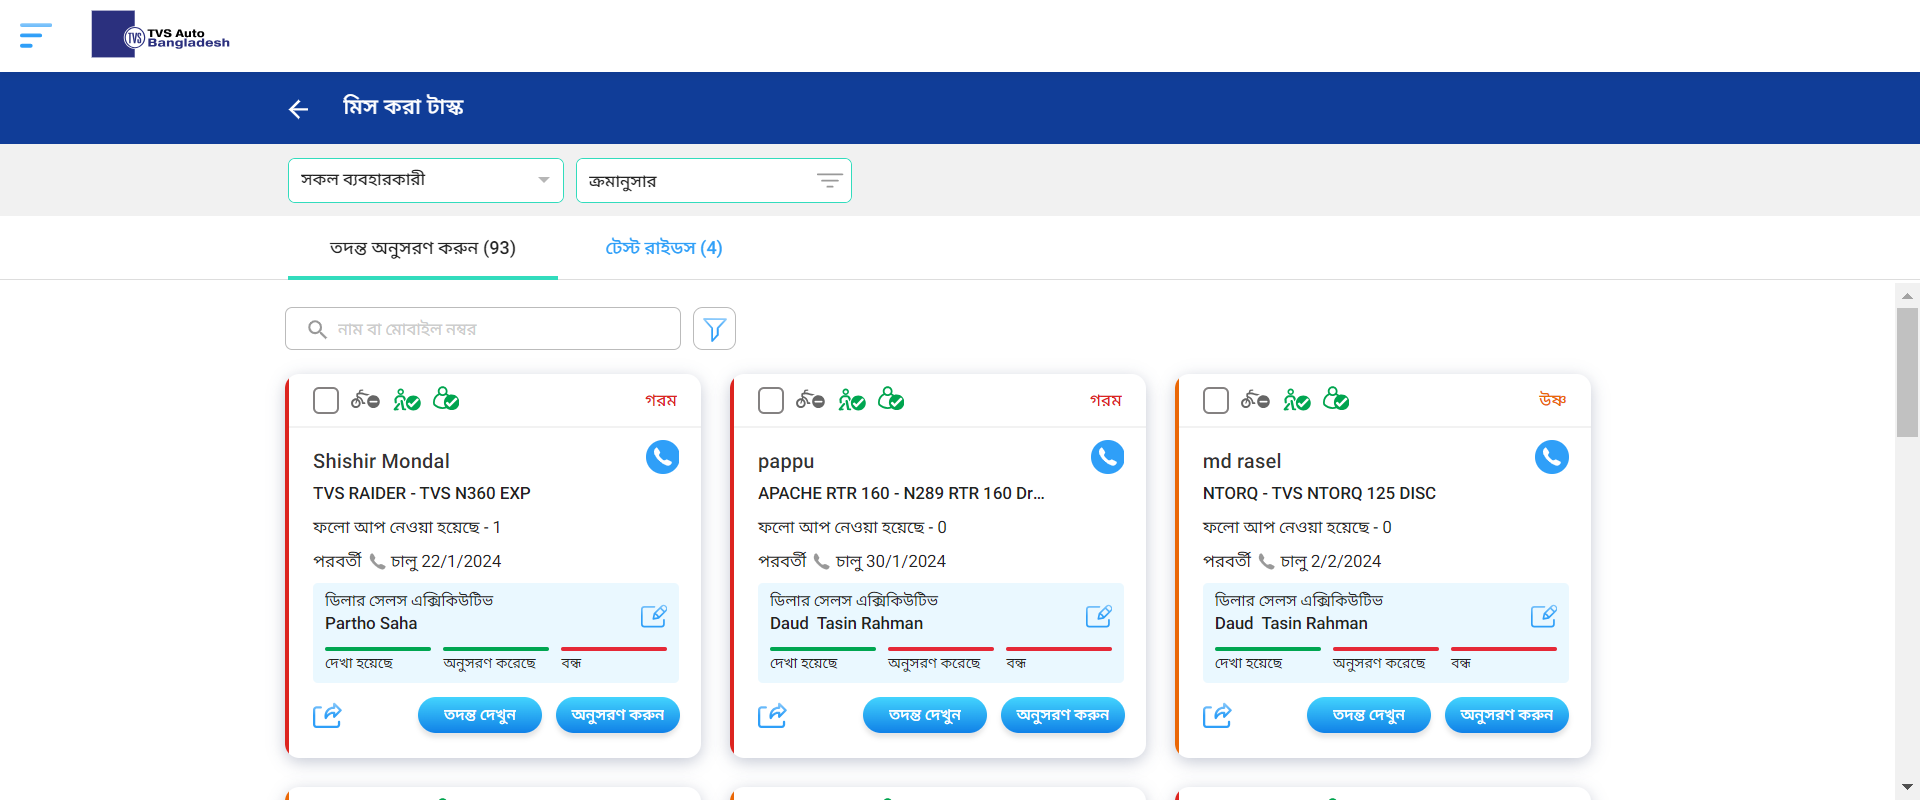 TVS
TVS Auto
Bangladesh
মিস করা টাস্ক
সকল ব্যবহারকারী
ক্রমানুসার
তদন্ত অনুসরণ করুন (93)
টেস্ট রাইডস (4)
নাম বা মোবাইল নম্বর
গরম
Shishir Mondal
TVS RAIDER - TVS N360 EXP
ফলো আপ নেওয়া হয়েছে - 1
পরবর্তী চালু 22/1/2024
ডিলার সেলস এক্সিকিউটিভ
Partho Saha
দেখা হয়েছে অনুসরণ করেছে বন্ধ
তদন্ত দেখুন অনুসরণ করুন
গরম
pappu
APACHE RTR 160 - N289 RTR 160 Dr...
ফলো আপ নেওয়া হয়েছে - 0
পরবর্তী চালু 30/1/2024
ডিলার সেলস এক্সিকিউটিভ
Daud Tasin Rahman
দেখা হয়েছে অনুসরণ করেছে বন্ধ
তদন্ত দেখুন অনুসরণ করুন
উষ্ণ
md rasel
NTORQ - TVS NTORQ 125 DISC
ফলো আপ নেওয়া হয়েছে - 0
পরবর্তী চালু 2/2/2024
ডিলার সেলস এক্সিকিউটিভ
Daud Tasin Rahman
দেখা হয়েছে অনুসরণ করেছে বন্ধ
তদন্ত দেখুন অনুসরণ করুন